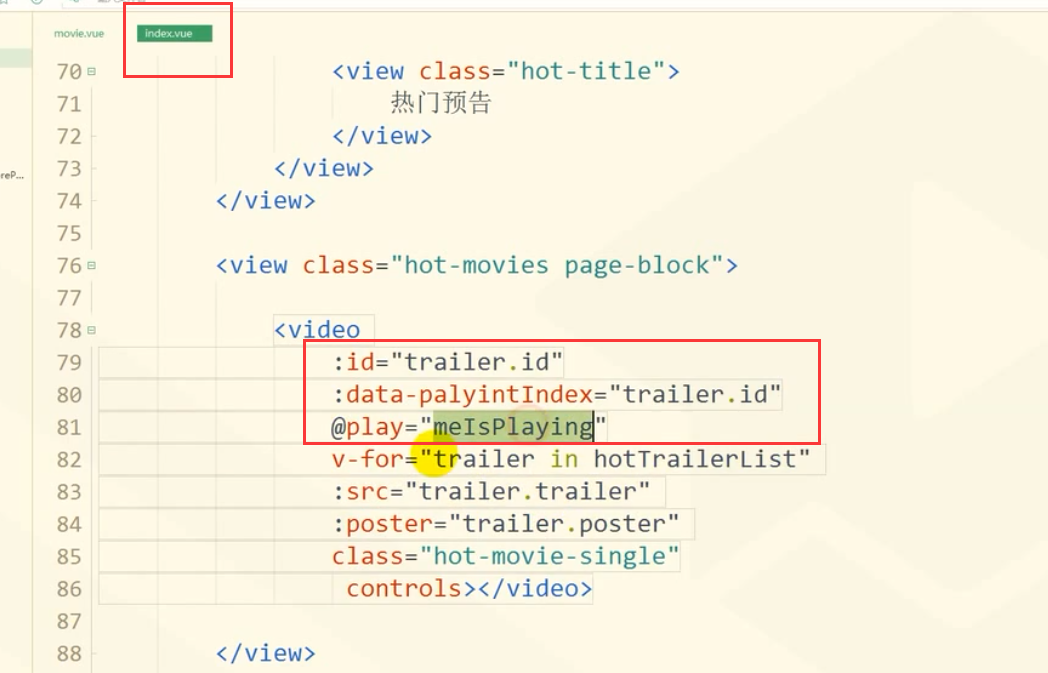 movie.vue index.vue
70 <view class="hot-title">
71 热门预告
72 </view>
73 </view>
reP...
74 </view>
75
76 <view class="hot-movies page-block">
77
78 <video
79 :id="trailer.id"
80 :data-palyintIndex="trailer.id"
81 @play="meIsPlaying"
82 v-for="trailer in hotTrailerList"
83 :src="trailer.trailer"
84 :poster="trailer.poster"
85 class="hot-movie-single"
86 controls></video>
87
88 </view>